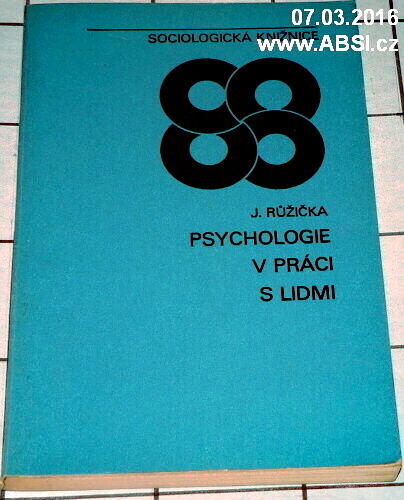 07.03.2016
www.ABSI.cz
SOCIOLOGICKÁ KNIŽNICE
J. RŮŽIČKA
PSYCHOLOGIE
V PRÁCI
S LIDMI